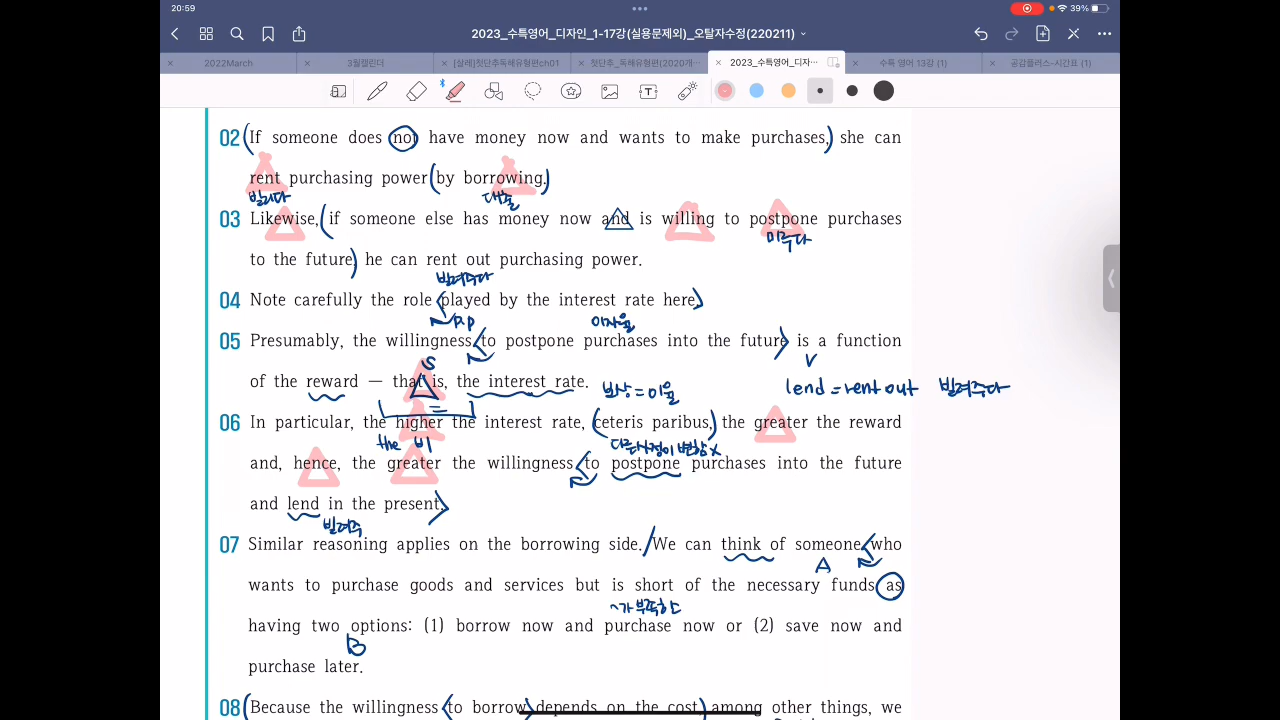 20:59
39%
2023_수특영어_디자인_1-17강(실용문제외)_오탈자수정(220211)
2022March
3월캘린더
[실례]첫단추독해유형편ch01
첫단추_독해유형편(2020개…
2023_수특영어_디자…
수특 영어 13강 (1)
공감플러스-시간표 (1)
02 If someone does not have money now and wants to make purchases, she can
rent purchasing power by borrowing.
빌리다 대출
03 Likewise, if someone else has money now and is willing to postpone purchases
미루다
to the future, he can rent out purchasing power.
빌려주다
04 Note carefully the role played by the interest rate here.
P.P 이자율
05 Presumably, the willingness to postpone purchases into the future is a function
S V
of the reward — that is, the interest rate.
보상=이율 lend = rent out 빌려주다
06 In particular, the higher the interest rate, ceteris paribus, the greater the reward
the 비
and, hence, the greater the willingness to postpone purchases into the future
and lend in the present.
빌려주
07 Similar reasoning applies on the borrowing side. We can think of someone who
A
wants to purchase goods and services but is short of the necessary funds as
~가 부족한
having two options: (1) borrow now and purchase now or (2) save now and
B
purchase later.
08 Because the willingness to borrow depends on the cost, among other things, we